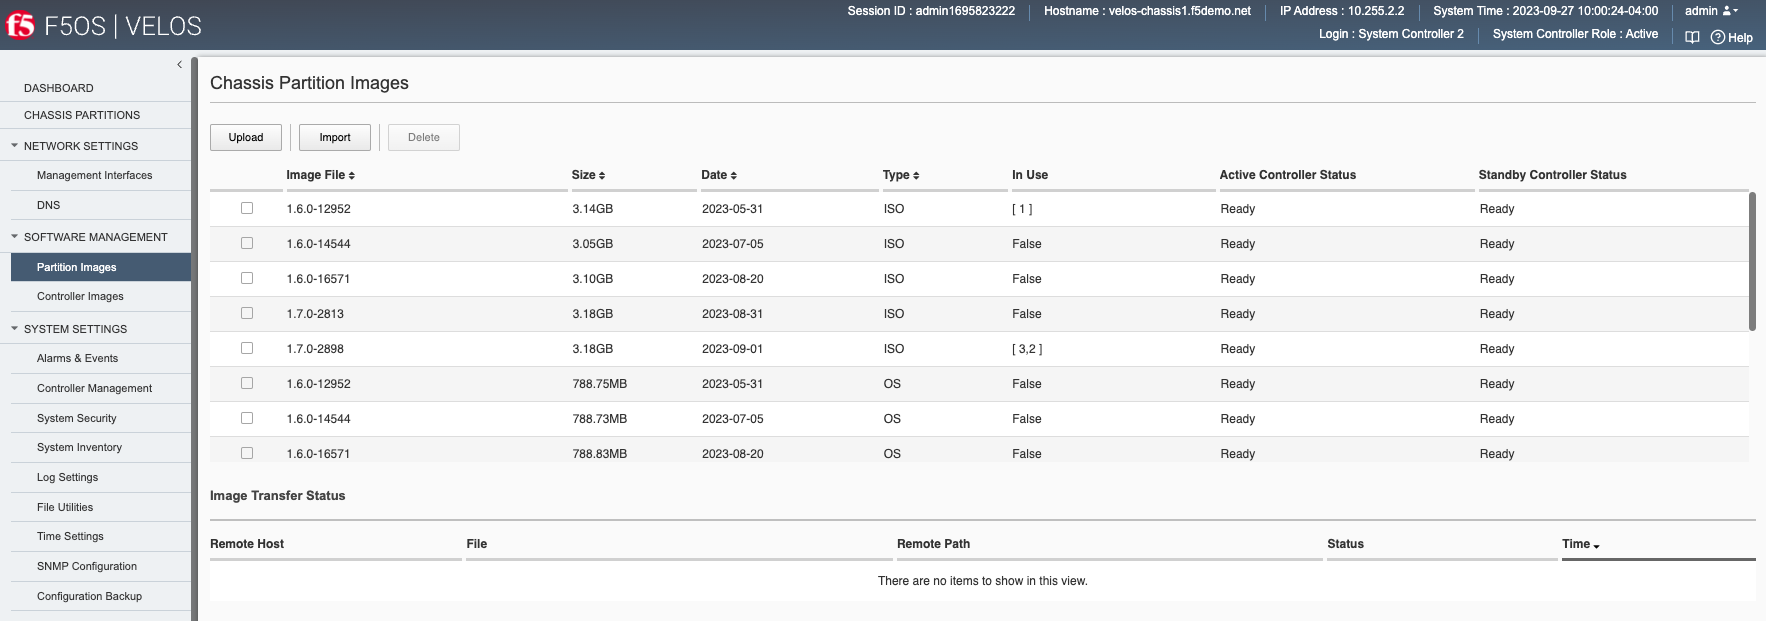 Session ID : admin1695823222 Hostname : velos-chassis1.f5demo.net IP Address : 10.255.2.2 System Time : 2023-09-27 10:00:24-04:00 admin
f5 F5OS | VELOS
Login : System Controller 2 System Controller Role : Active Help
DASHBOARD
CHASSIS PARTITIONS
NETWORK SETTINGS
Management Interfaces
DNS
SOFTWARE MANAGEMENT
Partition Images
Controller Images
SYSTEM SETTINGS
Alarms & Events
Controller Management
System Security
System Inventory
Log Settings
File Utilities
Time Settings
SNMP Configuration
Configuration Backup
Chassis Partition Images
Upload Import Delete
Image File Size Date Type In Use Active Controller Status Standby Controller Status
1.6.0-12952 3.14GB 2023-05-31 ISO [ 1 ] Ready Ready
1.6.0-14544 3.05GB 2023-07-05 ISO False Ready Ready
1.6.0-16571 3.10GB 2023-08-20 ISO False Ready Ready
1.7.0-2813 3.18GB 2023-08-31 ISO False Ready Ready
1.7.0-2898 3.18GB 2023-09-01 ISO [ 3,2 ] Ready Ready
1.6.0-12952 788.75MB 2023-05-31 OS False Ready Ready
1.6.0-14544 788.73MB 2023-07-05 OS False Ready Ready
1.6.0-16571 788.83MB 2023-08-20 OS False Ready Ready
Image Transfer Status
Remote Host File Remote Path Status Time
There are no items to show in this view.